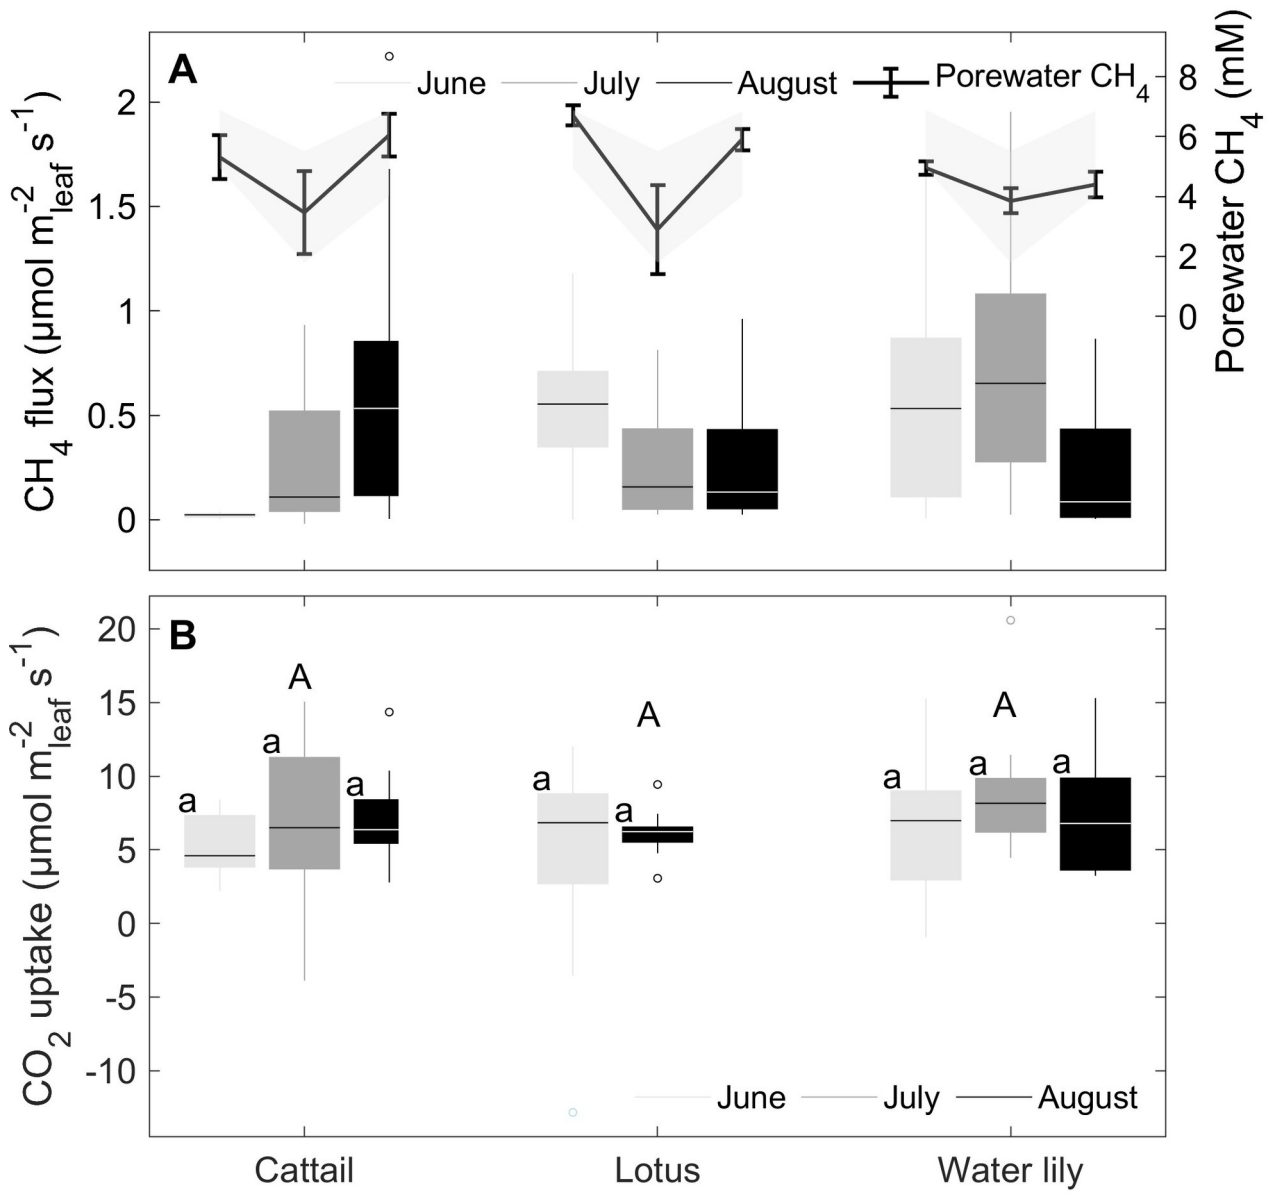 A
June July August Porewater CH4
2
1.5
1
0.5
0
CH4 flux (µmol m-2leaf s-1)
8
6
4
2
0
Porewater CH4 (mM)
B
20
15
10
5
0
-5
-10
CO2 uptake (µmol m-2leaf s-1)
A
a a a
A
a a
A
a a a
June July August
Cattail Lotus Water lily